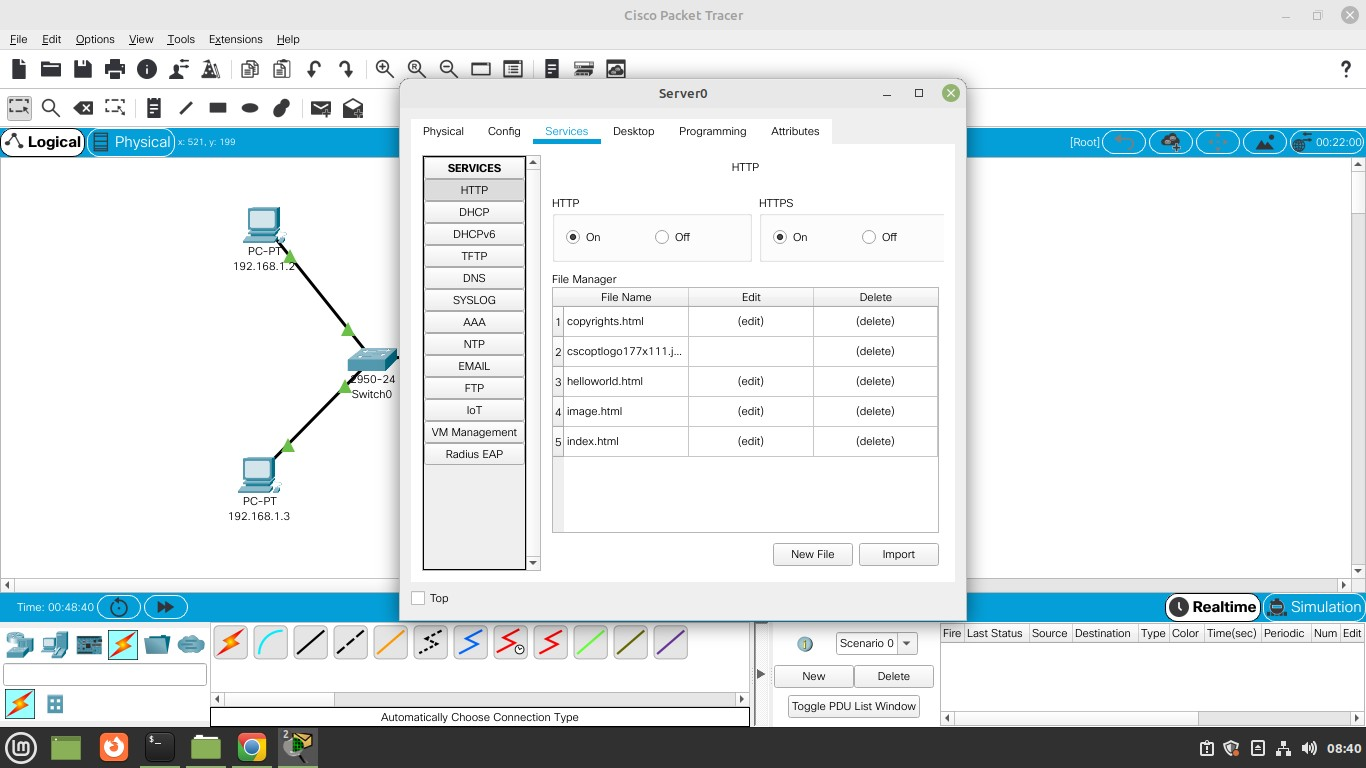 Cisco Packet Tracer
File Edit Options View Tools Extensions Help
Server0
Physical Config Services Desktop Programming Attributes
Logical Physical x: 521, y: 199
[Root] 00:22:00
SERVICES
HTTP
DHCP
DHCPv6
TFTP
DNS
SYSLOG
AAA
NTP
EMAIL
FTP
IoT
VM Management
Radius EAP
HTTP
HTTP HTTPS
On Off On Off
File Manager
File Name Edit Delete
1 copyrights.html (edit) (delete)
2 cscoptlogo177x111.j... (delete)
3 helloworld.html (edit) (delete)
4 image.html (edit) (delete)
5 index.html (edit) (delete)
New File Import
Top
PC-PT
192.168.1.2
2950-24
Switch0
PC-PT
192.168.1.3
Time: 00:48:40
Realtime Simulation
Scenario 0
New Delete
Toggle PDU List Window
Fire Last Status Source Destination Type Color Time(sec) Periodic Num Edit
Automatically Choose Connection Type
2
08:40